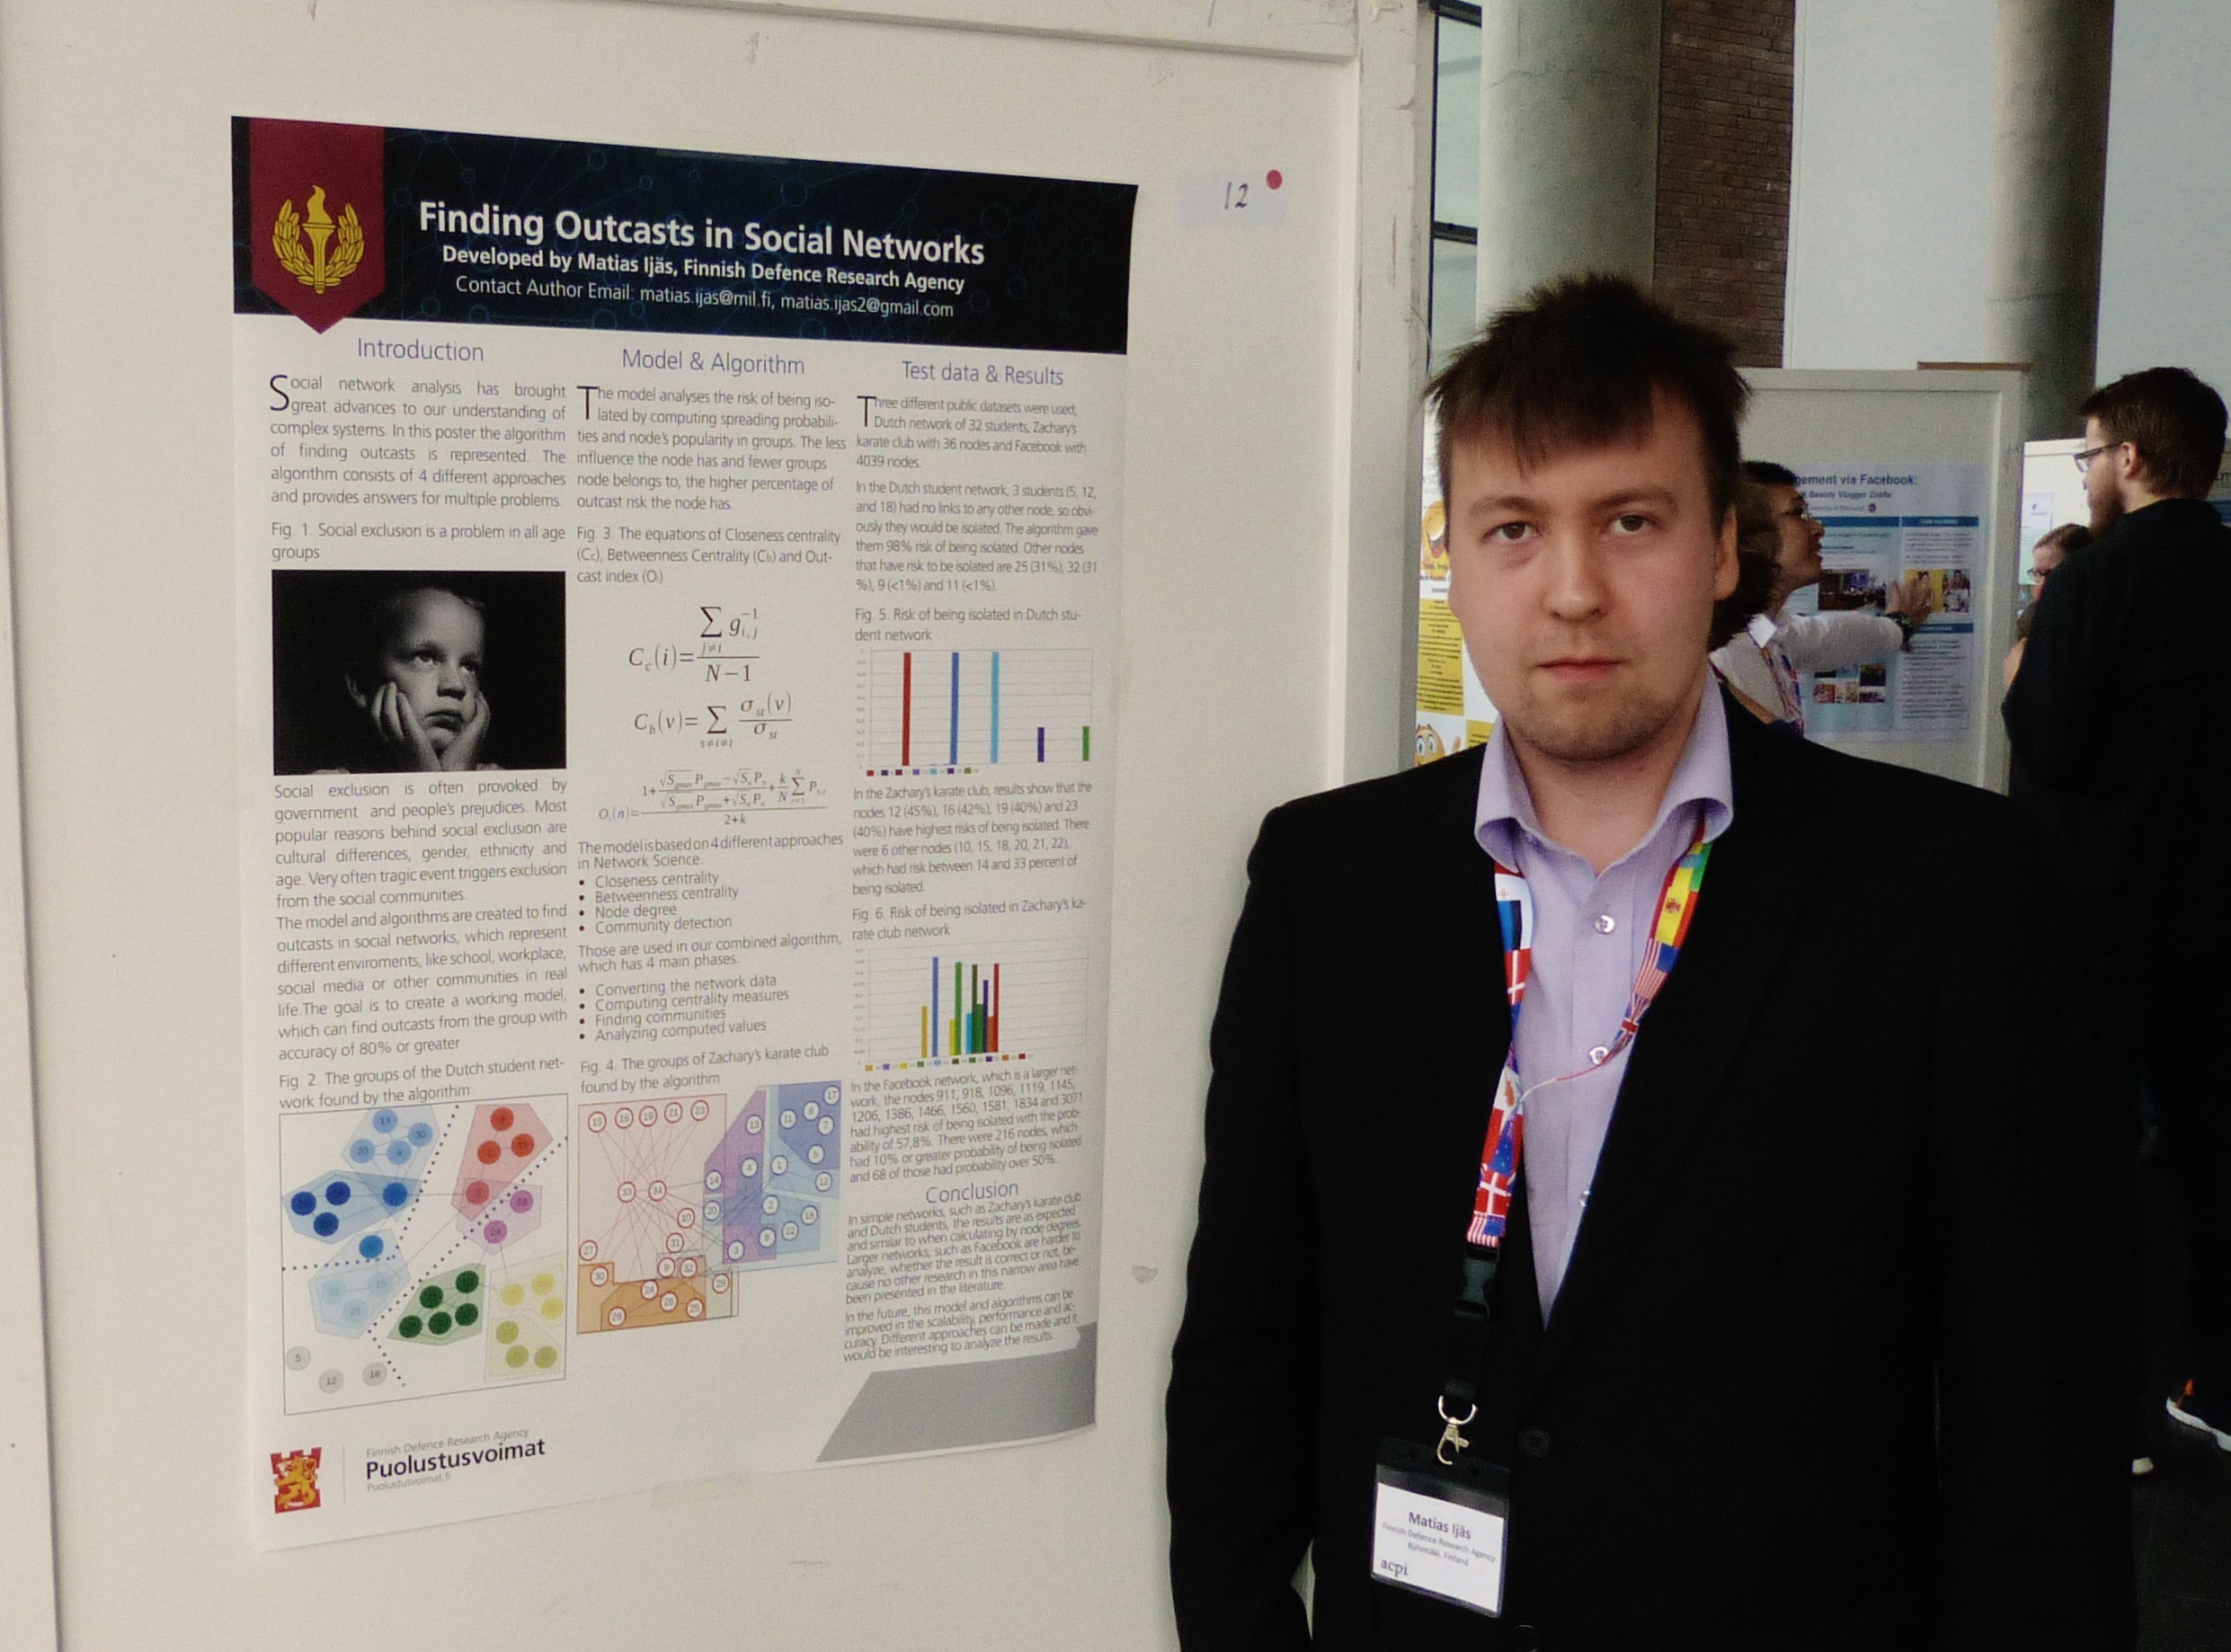 Finding Outcasts in Social Networks
Developed by Matias Ijäs, Finnish Defence Research Agency
Contact Author Email: matias.ijas@mil.fi, matias.ijas2@gmail.com
12
Introduction
Social network analysis has brought
great advances to our understanding of
complex systems. In this poster the algorithm
of finding outcasts is represented. The
algorithm consists of 4 different approaches
and provides answers for multiple problems.
Fig. 1. Social exclusion is a problem in all age
groups
Social exclusion is often provoked by
government and people's prejudices. Most
popular reasons behind social exclusion are
cultural differences, gender, ethnicity and
age. Very often tragic event triggers exclusion
from the social communities.
The model and algorithms are created to find
outcasts in social networks, which represent
different enviroments, like school, workplace,
social media or other communities in real
life.The goal is to create a working model,
which can find outcasts from the group with
accuracy of 80% or greater
Fig. 2. The groups of the Dutch student net-
work found by the algorithm
5
12
18
Model & Algorithm
The model analyses the risk of being iso-
lated by computing spreading probabili-
ties and node's popularity in groups. The less
influence the node has and fewer groups
node belongs to, the higher percentage of
outcast risk the node has.
Fig. 3. The equations of Closeness centrality
(Cc), Betweenness Centrality (Cb) and Out-
cast index (Oi)
The model is based on 4 different approaches
in Network Science.
• Closeness centrality
• Betweenness centrality
• Node degree
• Community detection
Those are used in our combined algorithm,
which has 4 main phases.
• Converting the network data
• Computing centrality measures
• Finding communities
• Analyzing computed values
Fig. 4. The groups of Zachary's karate club
found by the algorithm
15 16 19 21 23
33 34
Test data & Results
Three different public datasets were used;
Dutch network of 32 students, Zachary's
karate club with 36 nodes and Facebook with
4039 nodes.
In the Dutch student network, 3 students (5, 12,
and 18) had no links to any other node, so obvi-
ously they would be isolated. The algorithm gave
them 98% risk of being isolated. Other nodes
that have risk to be isolated are 25 (31%), 32 (31
%), 9 (<1%) and 11 (<1%).
Fig. 5. Risk of being isolated in Dutch stu-
dent network
In the Zachary's karate club, results show that the
nodes 12 (45%), 16 (42%), 19 (40%) and 23
(40%) have highest risks of being isolated. There
were 6 other nodes (10, 15, 18, 20, 21, 22),
which had risk between 14 and 33 percent of
being isolated.
Fig. 6. Risk of being isolated in Zachary's ka-
rate club network
In the Facebook network, which is a larger net-
work, the nodes 911, 918, 1096, 1119, 1145,
1206, 1386, 1466, 1560, 1581, 1834 and 3071
had highest risk of being isolated with the prob-
ability of 57,8%. There were 216 nodes, which
had 10% or greater probability of being isolated
and 68 of those had probability over 50%.
Conclusion
In simple networks, such as Zachary's karate club
and Dutch students, the results are as expected
and similar to when calculating by node degrees.
Larger networks, such as Facebook are harder to
analyze, whether the result is correct or not, be-
cause no other research in this narrow area have
been presented in the literature.
In the future, this model and algorithms can be
improved in the scalability, performance and ac-
curacy. Different approaches can be made and it
would be interesting to analyze the results.
Finnish Defence Research Agency
Puolustusvoimat
Puolustusvoimat.fi
gement via Facebook:
Beauty Vlogger Zoella
Matias Ijäs
Finnish Defence Research Agency
Riihimäki, Finland
acpi